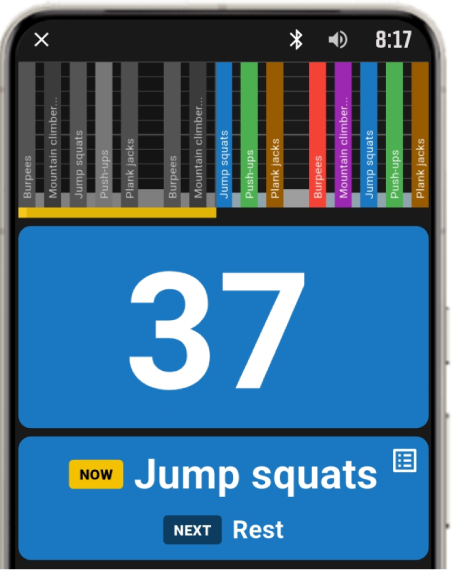 8:17
Burpees
Mountain climber...
Jump squats
Push-ups
Plank jacks
Burpees
Mountain climber...
Jump squats
Push-ups
Plank jacks
Burpees
Mountain climber...
Jump squats
Push-ups
Plank jacks
37
NOW Jump squats
NEXT Rest